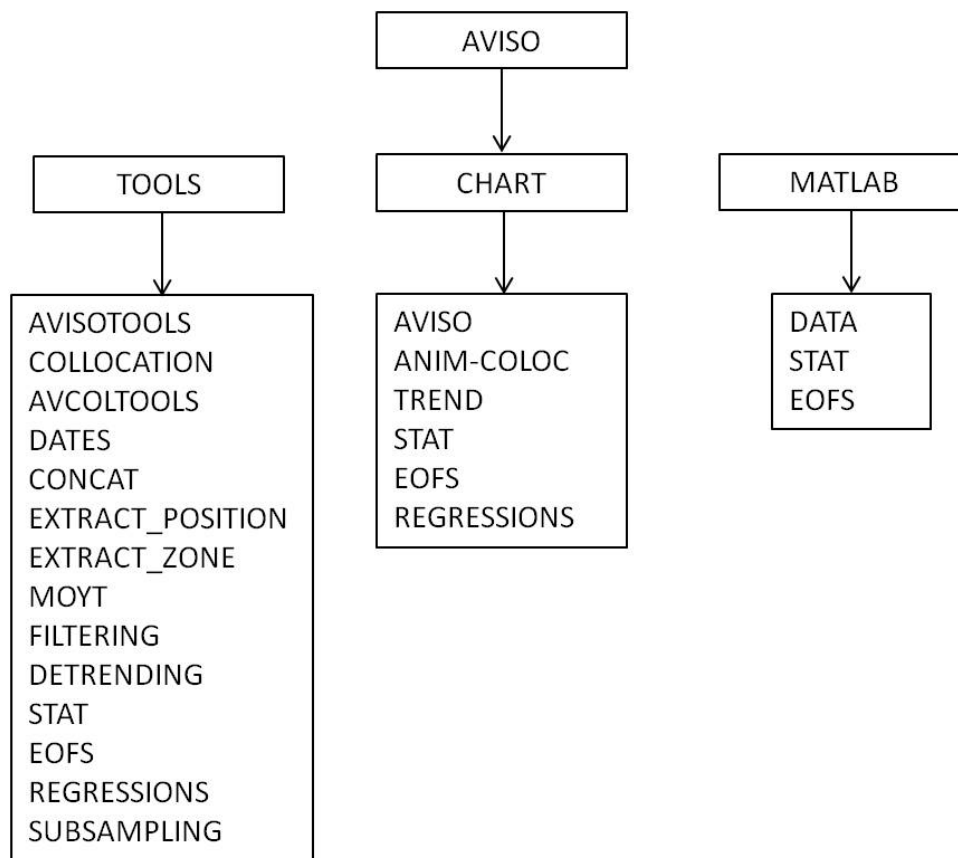 AVISO
TOOLS
CHART
MATLAB
AVISOTOOLS
COLLOCATION
AVCOLTOOLS
DATES
CONCAT
EXTRACT_POSITION
EXTRACT_ZONE
MOYT
FILTERING
DETRENDING
STAT
EOFS
REGRESSIONS
SUBSAMPLING
AVISO
ANIM-COLOC
TREND
STAT
EOFS
REGRESSIONS
DATA
STAT
EOFS